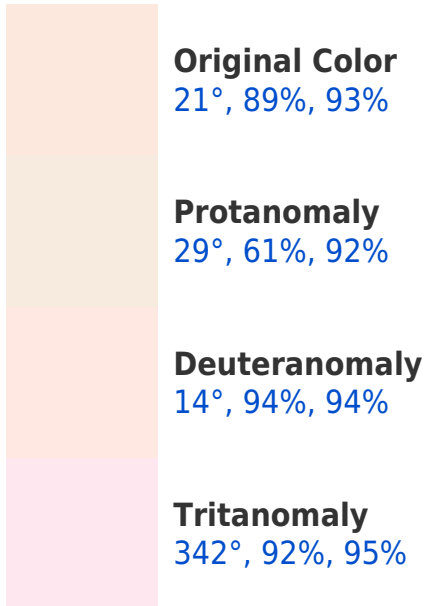 Original Color
21°, 89%, 93%
Protanomaly
29°, 61%, 92%
Deuteranomaly
14°, 94%, 94%
Tritanomaly
342°, 92%, 95%